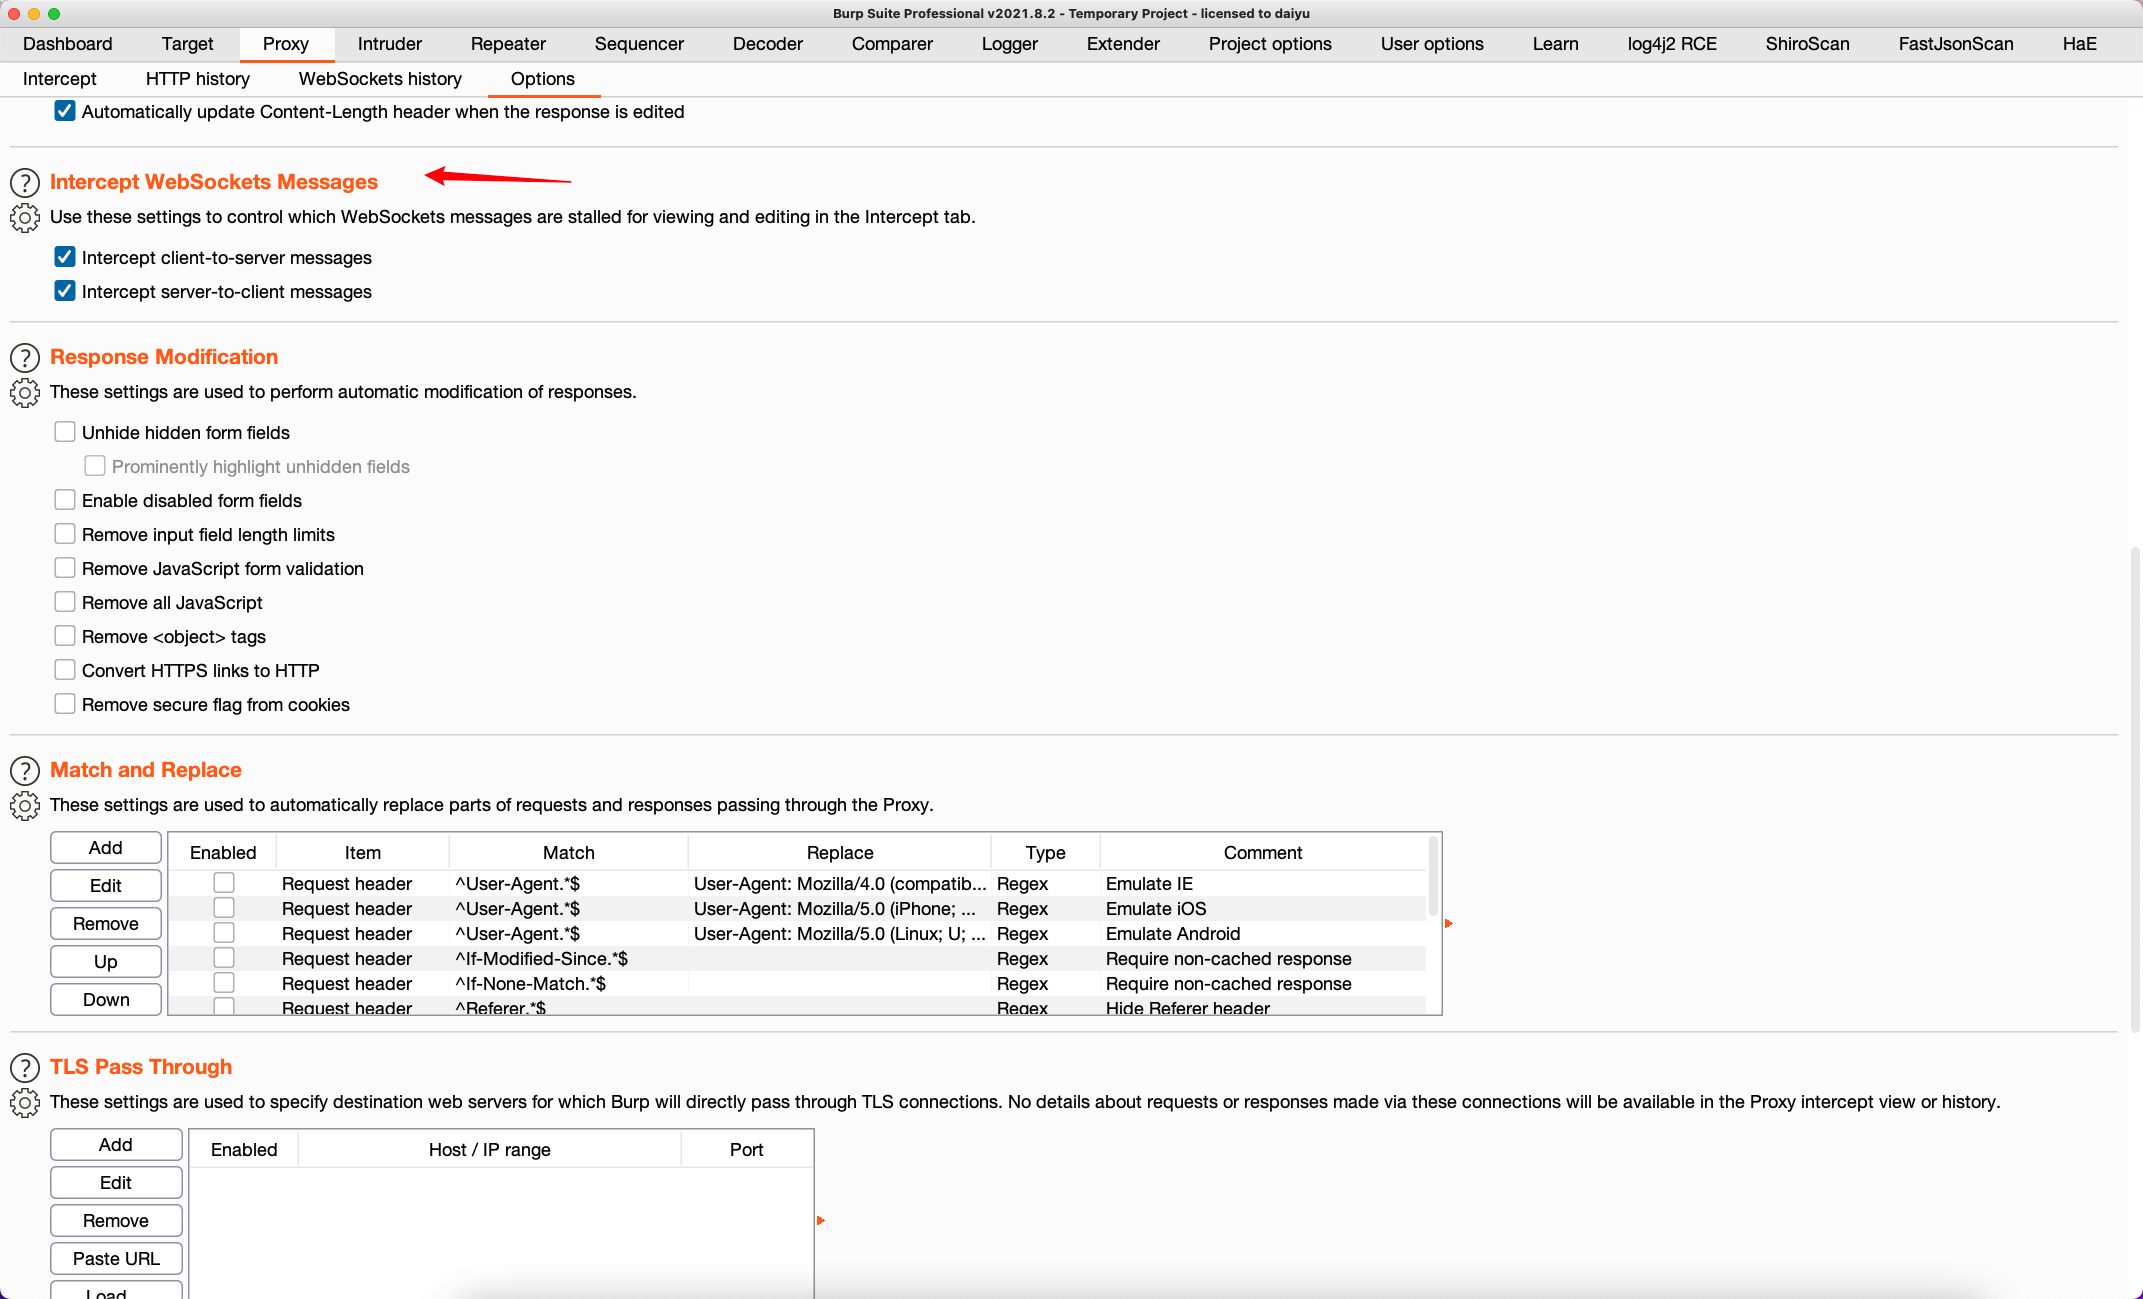 Burp Suite Professional v2021.8.2 - Temporary Project - licensed to daiyu
Dashboard Target Proxy Intruder Repeater Sequencer Decoder Comparer Logger Extender Project options User options Learn log4j2 RCE ShiroScan FastJsonScan HaE
Intercept HTTP history WebSockets history Options
Automatically update Content-Length header when the response is edited
Intercept WebSockets Messages
Use these settings to control which WebSockets messages are stalled for viewing and editing in the Intercept tab.
Intercept client-to-server messages
Intercept server-to-client messages
Response Modification
These settings are used to perform automatic modification of responses.
Unhide hidden form fields
Prominently highlight unhidden fields
Enable disabled form fields
Remove input field length limits
Remove JavaScript form validation
Remove all JavaScript
Remove <object> tags
Convert HTTPS links to HTTP
Remove secure flag from cookies
Match and Replace
These settings are used to automatically replace parts of requests and responses passing through the Proxy.
Add
Edit
Remove
Up
Down
Enabled Item Match Replace Type Comment
Request header ^User-Agent.*$ User-Agent: Mozilla/4.0 (compatib... Regex Emulate IE
Request header ^User-Agent.*$ User-Agent: Mozilla/5.0 (iPhone; ... Regex Emulate iOS
Request header ^User-Agent.*$ User-Agent: Mozilla/5.0 (Linux; U; ... Regex Emulate Android
Request header ^If-Modified-Since.*$ Regex Require non-cached response
Request header ^If-None-Match.*$ Regex Require non-cached response
Request header ^Referer.*$ Regex Hide Referer header
TLS Pass Through
These settings are used to specify destination web servers for which Burp will directly pass through TLS connections. No details about requests or responses made via these connections will be available in the Proxy intercept view or history.
Add
Edit
Remove
Paste URL
Load
Enabled Host / IP range Port